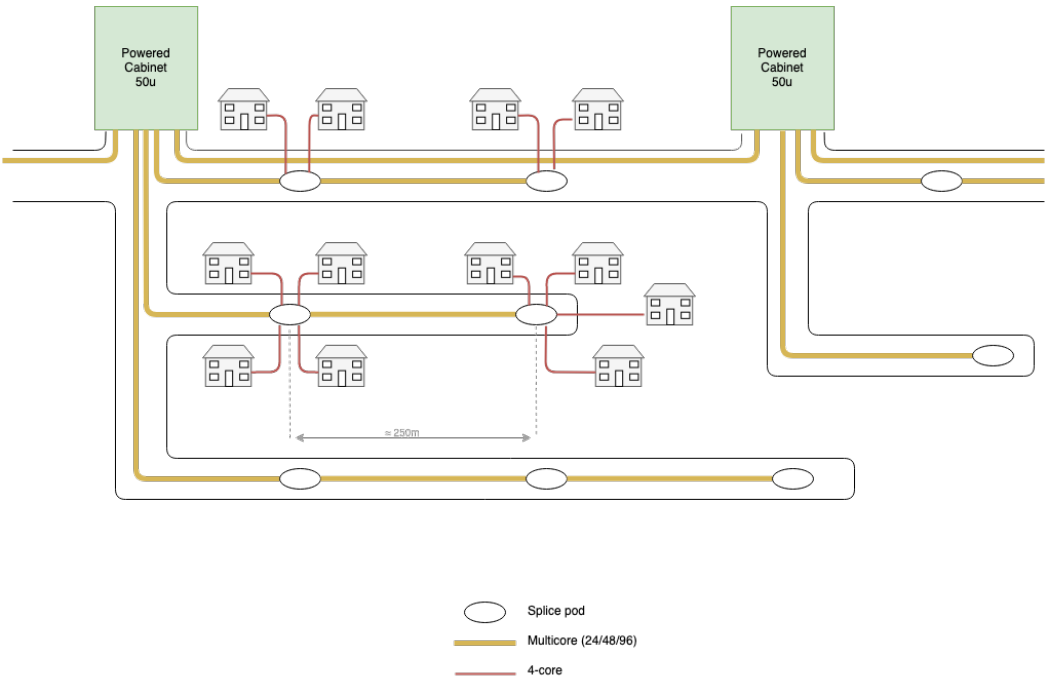 Powered
Cabinet
50u
Powered
Cabinet
50u
≈ 250m
Splice pod
Multicore (24/48/96)
4-core